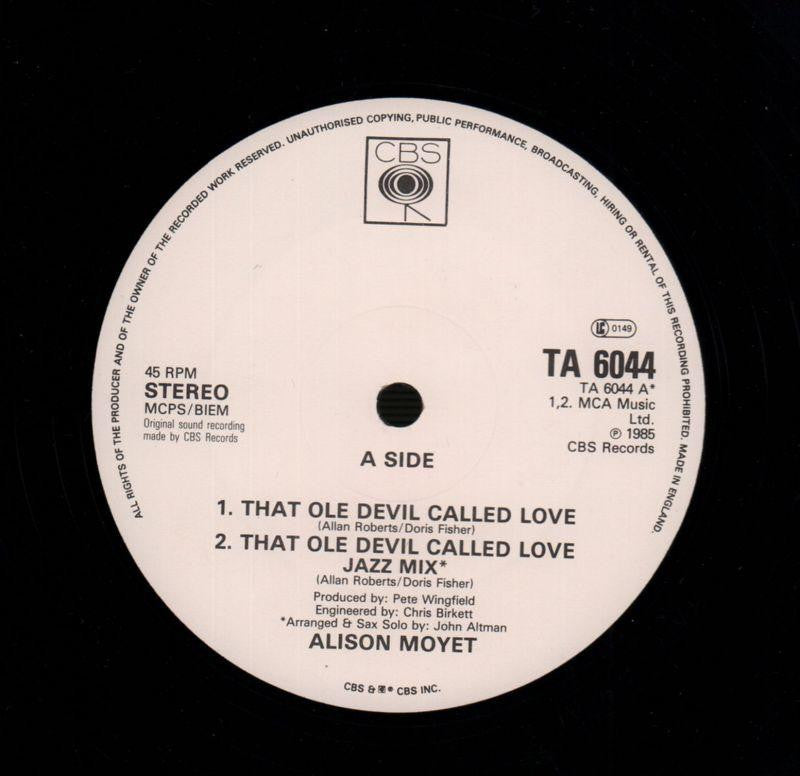 ALL RIGHTS OF THE PRODUCER AND OF THE OWNER OF THE RECORDED WORK RESERVED. UNAUTHORISED COPYING, PUBLIC PERFORMANCE, BROADCASTING, HIRING OR RENTAL OF THIS RECORDING PROHIBITED. MADE IN ENGLAND.
CBS
LC 0149
45 RPM
STEREO
MCPS/BIEM
Original sound recording
made by CBS Records
TA 6044
TA 6044 A*
1,2. MCA Music
Ltd.
℗ 1985
CBS Records
A SIDE
1. THAT OLE DEVIL CALLED LOVE
(Allan Roberts/Doris Fisher)
2. THAT OLE DEVIL CALLED LOVE
JAZZ MIX*
(Allan Roberts/Doris Fisher)
Produced by: Pete Wingfield
Engineered by: Chris Birkett
*Arranged & Sax Solo by: John Altman
ALISON MOYET
CBS & ® CBS INC.